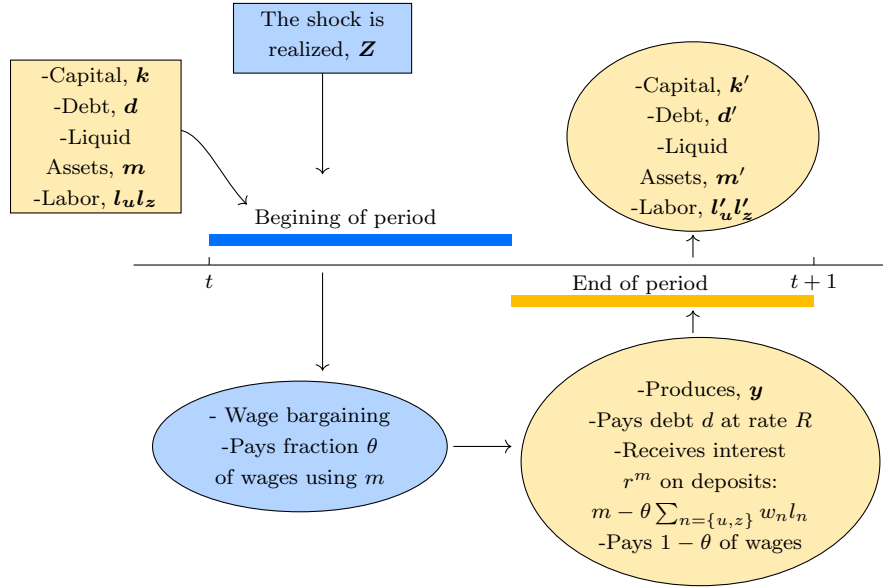 The shock is
realized, Z
-Capital, k
-Debt, d
-Liquid
Assets, m
-Labor, l_u l_z
-Capital, k′
-Debt, d′
-Liquid
Assets, m′
-Labor, l′_u l′_z
Begining of period
t
t + 1
End of period
- Wage bargaining
-Pays fraction θ
of wages using m
-Produces, y
-Pays debt d at rate R
-Receives interest
r^m on deposits:
m − θ ∑_{n={u,z}} w_n l_n
-Pays 1 − θ of wages